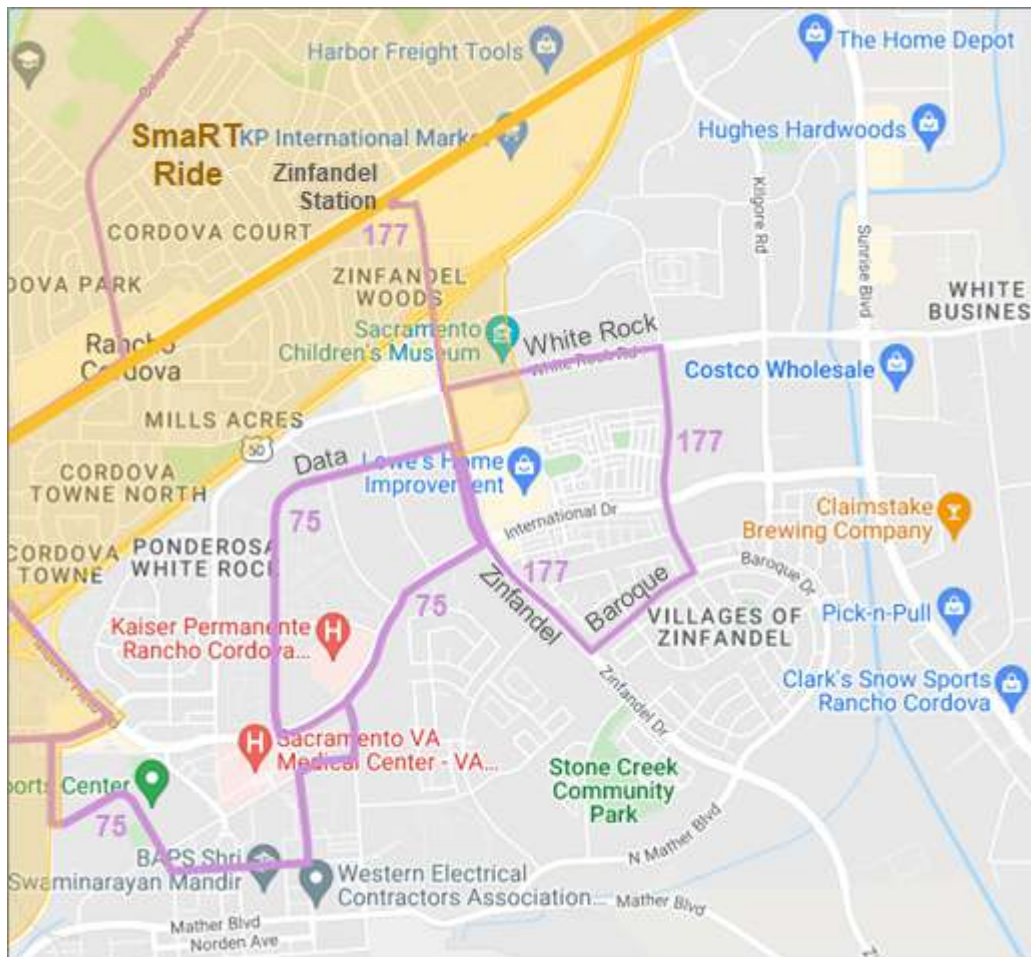 Harbor Freight Tools
The Home Depot
SmaRT
Ride
KP International Market
Zinfandel
Station
Hughes Hardwoods
Kilgore Rd
Sunrise Blvd
177
CORDOVA COURT
DOVA PARK
ZINFANDEL
WOODS
WHITE
BUSINES
Sacramento
Children's Museum
White Rock
White Rock Rd
Rancho
Cordova
Costco Wholesale
MILLS ACRES
50
Data
CORDOVA
TOWNE NORTH
Lowe's Home
Improvement
177
International Dr
Claimstake
Brewing Company
75
CORDOVA
TOWNE
PONDEROSA
WHITE ROCK
75
177
Zinfandel
Baroque
Baroque Dr
VILLAGES OF
ZINFANDEL
Pick-n-Pull
Kaiser Permanente
Rancho Cordova...
H
Clark's Snow Sports
Rancho Cordova
Zinfandel Dr
H
Sacramento VA
Medical Center - VA...
ports Center
Stone Creek
Community
Park
75
BAPS Shri
Swaminarayan Mandir
N Mather Blvd
Western Electrical
Contractors Association...
Mather Blvd
Mather Blvd
Norden Ave